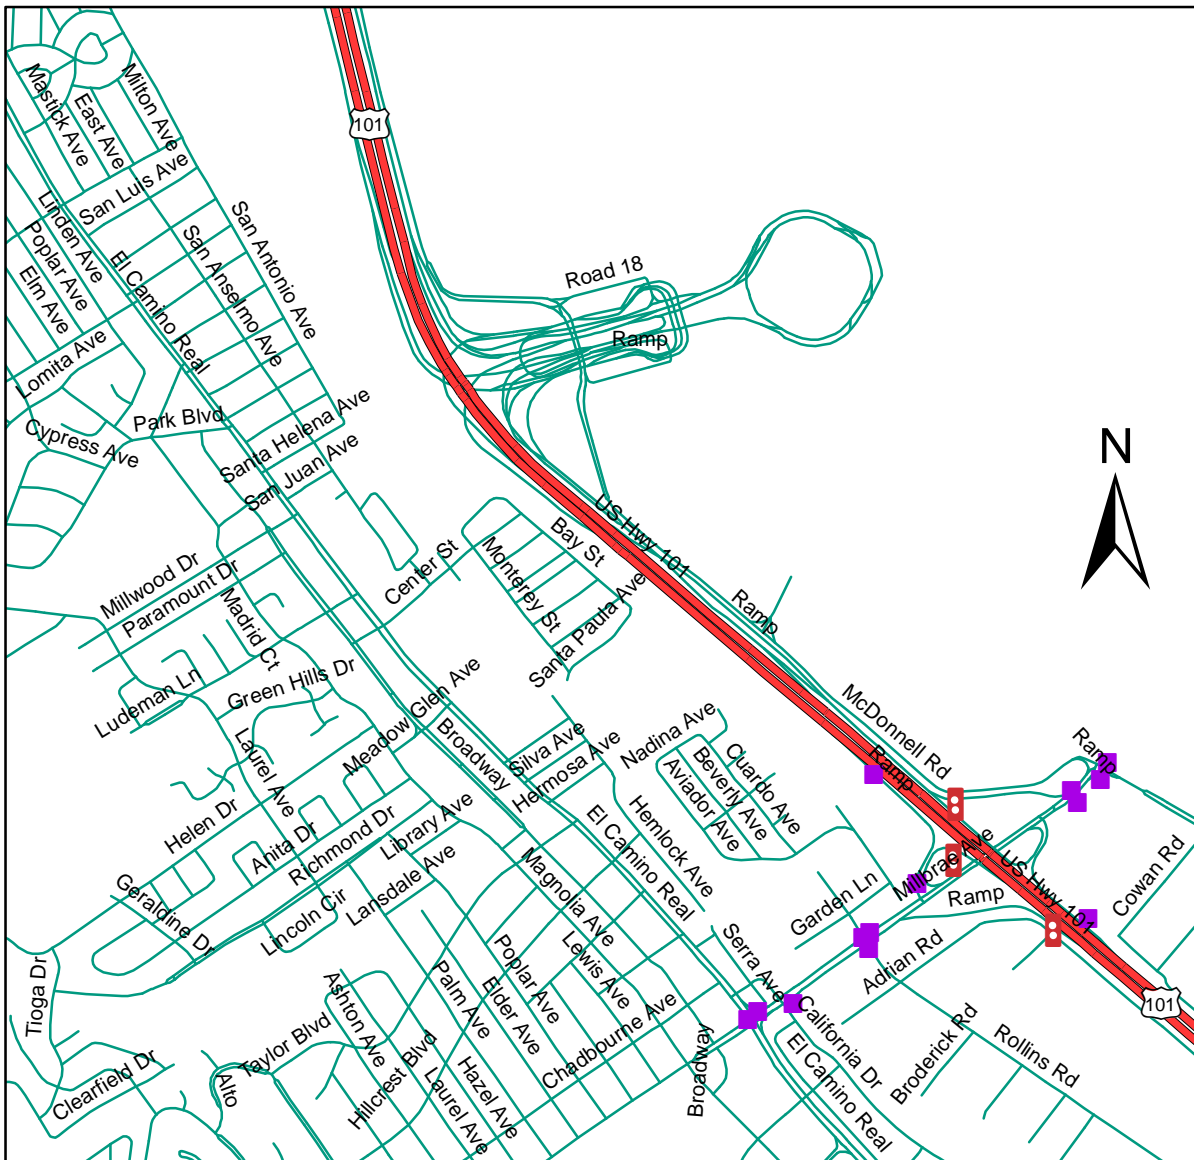 Mastick Ave
East Ave
Milton Ave
San Luis Ave
101
Linden Ave
Poplar Ave
Elm Ave
El Camino Real
San Anselmo Ave
San Antonio Ave
Road 18
Ramp
Lomita Ave
Park Blvd
Cypress Ave
Santa Helena Ave
San Juan Ave
N
US Hwy 101
Bay St
Monterey St
Center St
Santa Paula Ave
Millwood Dr
Paramount Dr
Madrid Ct
Ramp
Ludeman Ln
Green Hills Dr
Meadow Glen Ave
Broadway
Laurel Ave
Silva Ave
Hermosa Ave
Nadina Ave
Cuardo Ave
Beverly Ave
Aviador Ave
McDonnell Rd
Ramp
Ramp
Helen Dr
Anita Dr
Richmond Dr
Library Ave
Lansdale Ave
Lincoln Cir
Geraldine Dr
El Camino Real
Hemlock Ave
Magnolia Ave
Millbrae Ave
US Hwy 101
Ramp
Cowan Rd
Garden Ln
Adrian Rd
Serra Ave
Tioga Dr
Poplar Ave
Lewis Ave
Elder Ave
Palm Ave
Ashton Ave
Taylor Blvd
Hillcrest Blvd
Laurel Ave
Hazel Ave
Chadbourne Ave
Broadway
California Dr
El Camino Real
Broderick Rd
Rollins Rd
101
Clearfield Dr
Alto